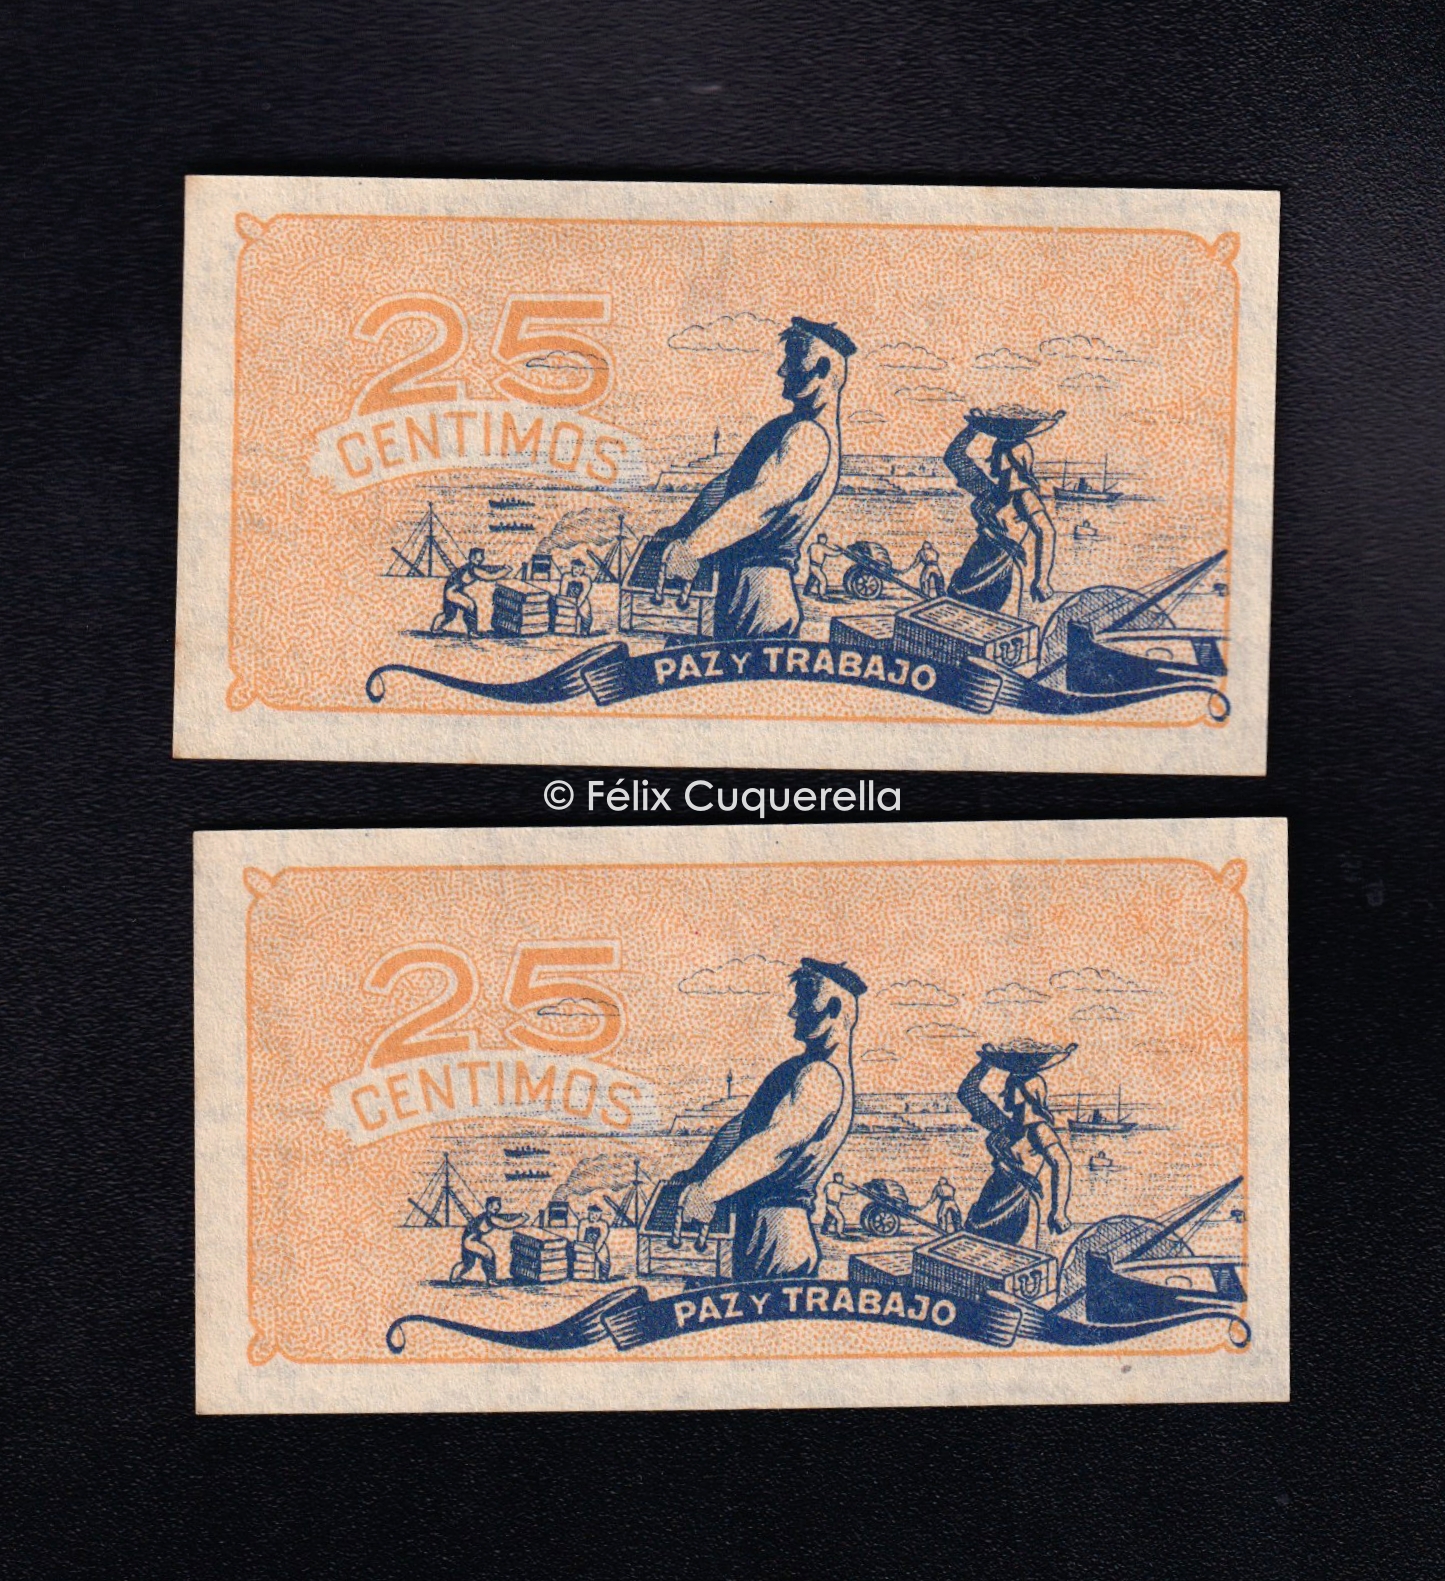 25
CENTIMOS
PAZ Y TRABAJO
© Félix Cuquerella
25
CENTIMOS
PAZ Y TRABAJO